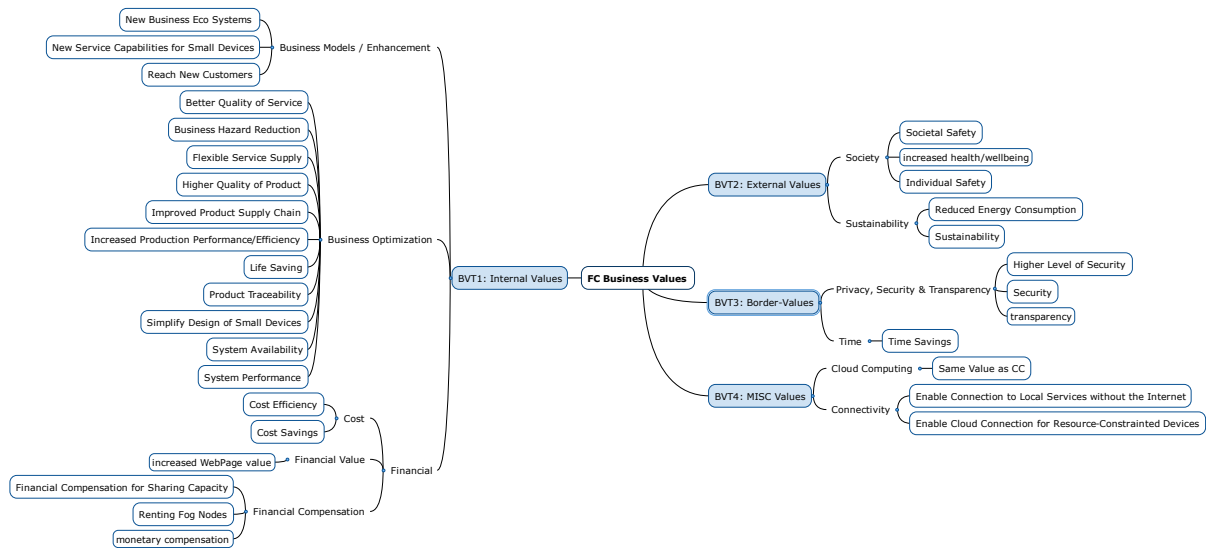 New Business Eco Systems
New Service Capabilities for Small Devices
Reach New Customers
Business Models / Enhancement
Better Quality of Service
Business Hazard Reduction
Flexible Service Supply
Higher Quality of Product
Improved Product Supply Chain
Increased Production Performance/Efficiency
Life Saving
Product Traceability
Simplify Design of Small Devices
System Availability
System Performance
Business Optimization
Cost Efficiency
Cost Savings
Cost
increased WebPage value
Financial Value
Financial Compensation for Sharing Capacity
Renting Fog Nodes
monetary compensation
Financial Compensation
Financial
BVT1: Internal Values
FC Business Values
BVT2: External Values
Society
Societal Safety
increased health/wellbeing
Individual Safety
Sustainability
Reduced Energy Consumption
Sustainability
BVT3: Border-Values
Privacy, Security & Transparency
Higher Level of Security
Security
transparency
Time
Time Savings
BVT4: MISC Values
Cloud Computing
Same Value as CC
Connectivity
Enable Connection to Local Services without the Internet
Enable Cloud Connection for Resource-Constrainted Devices